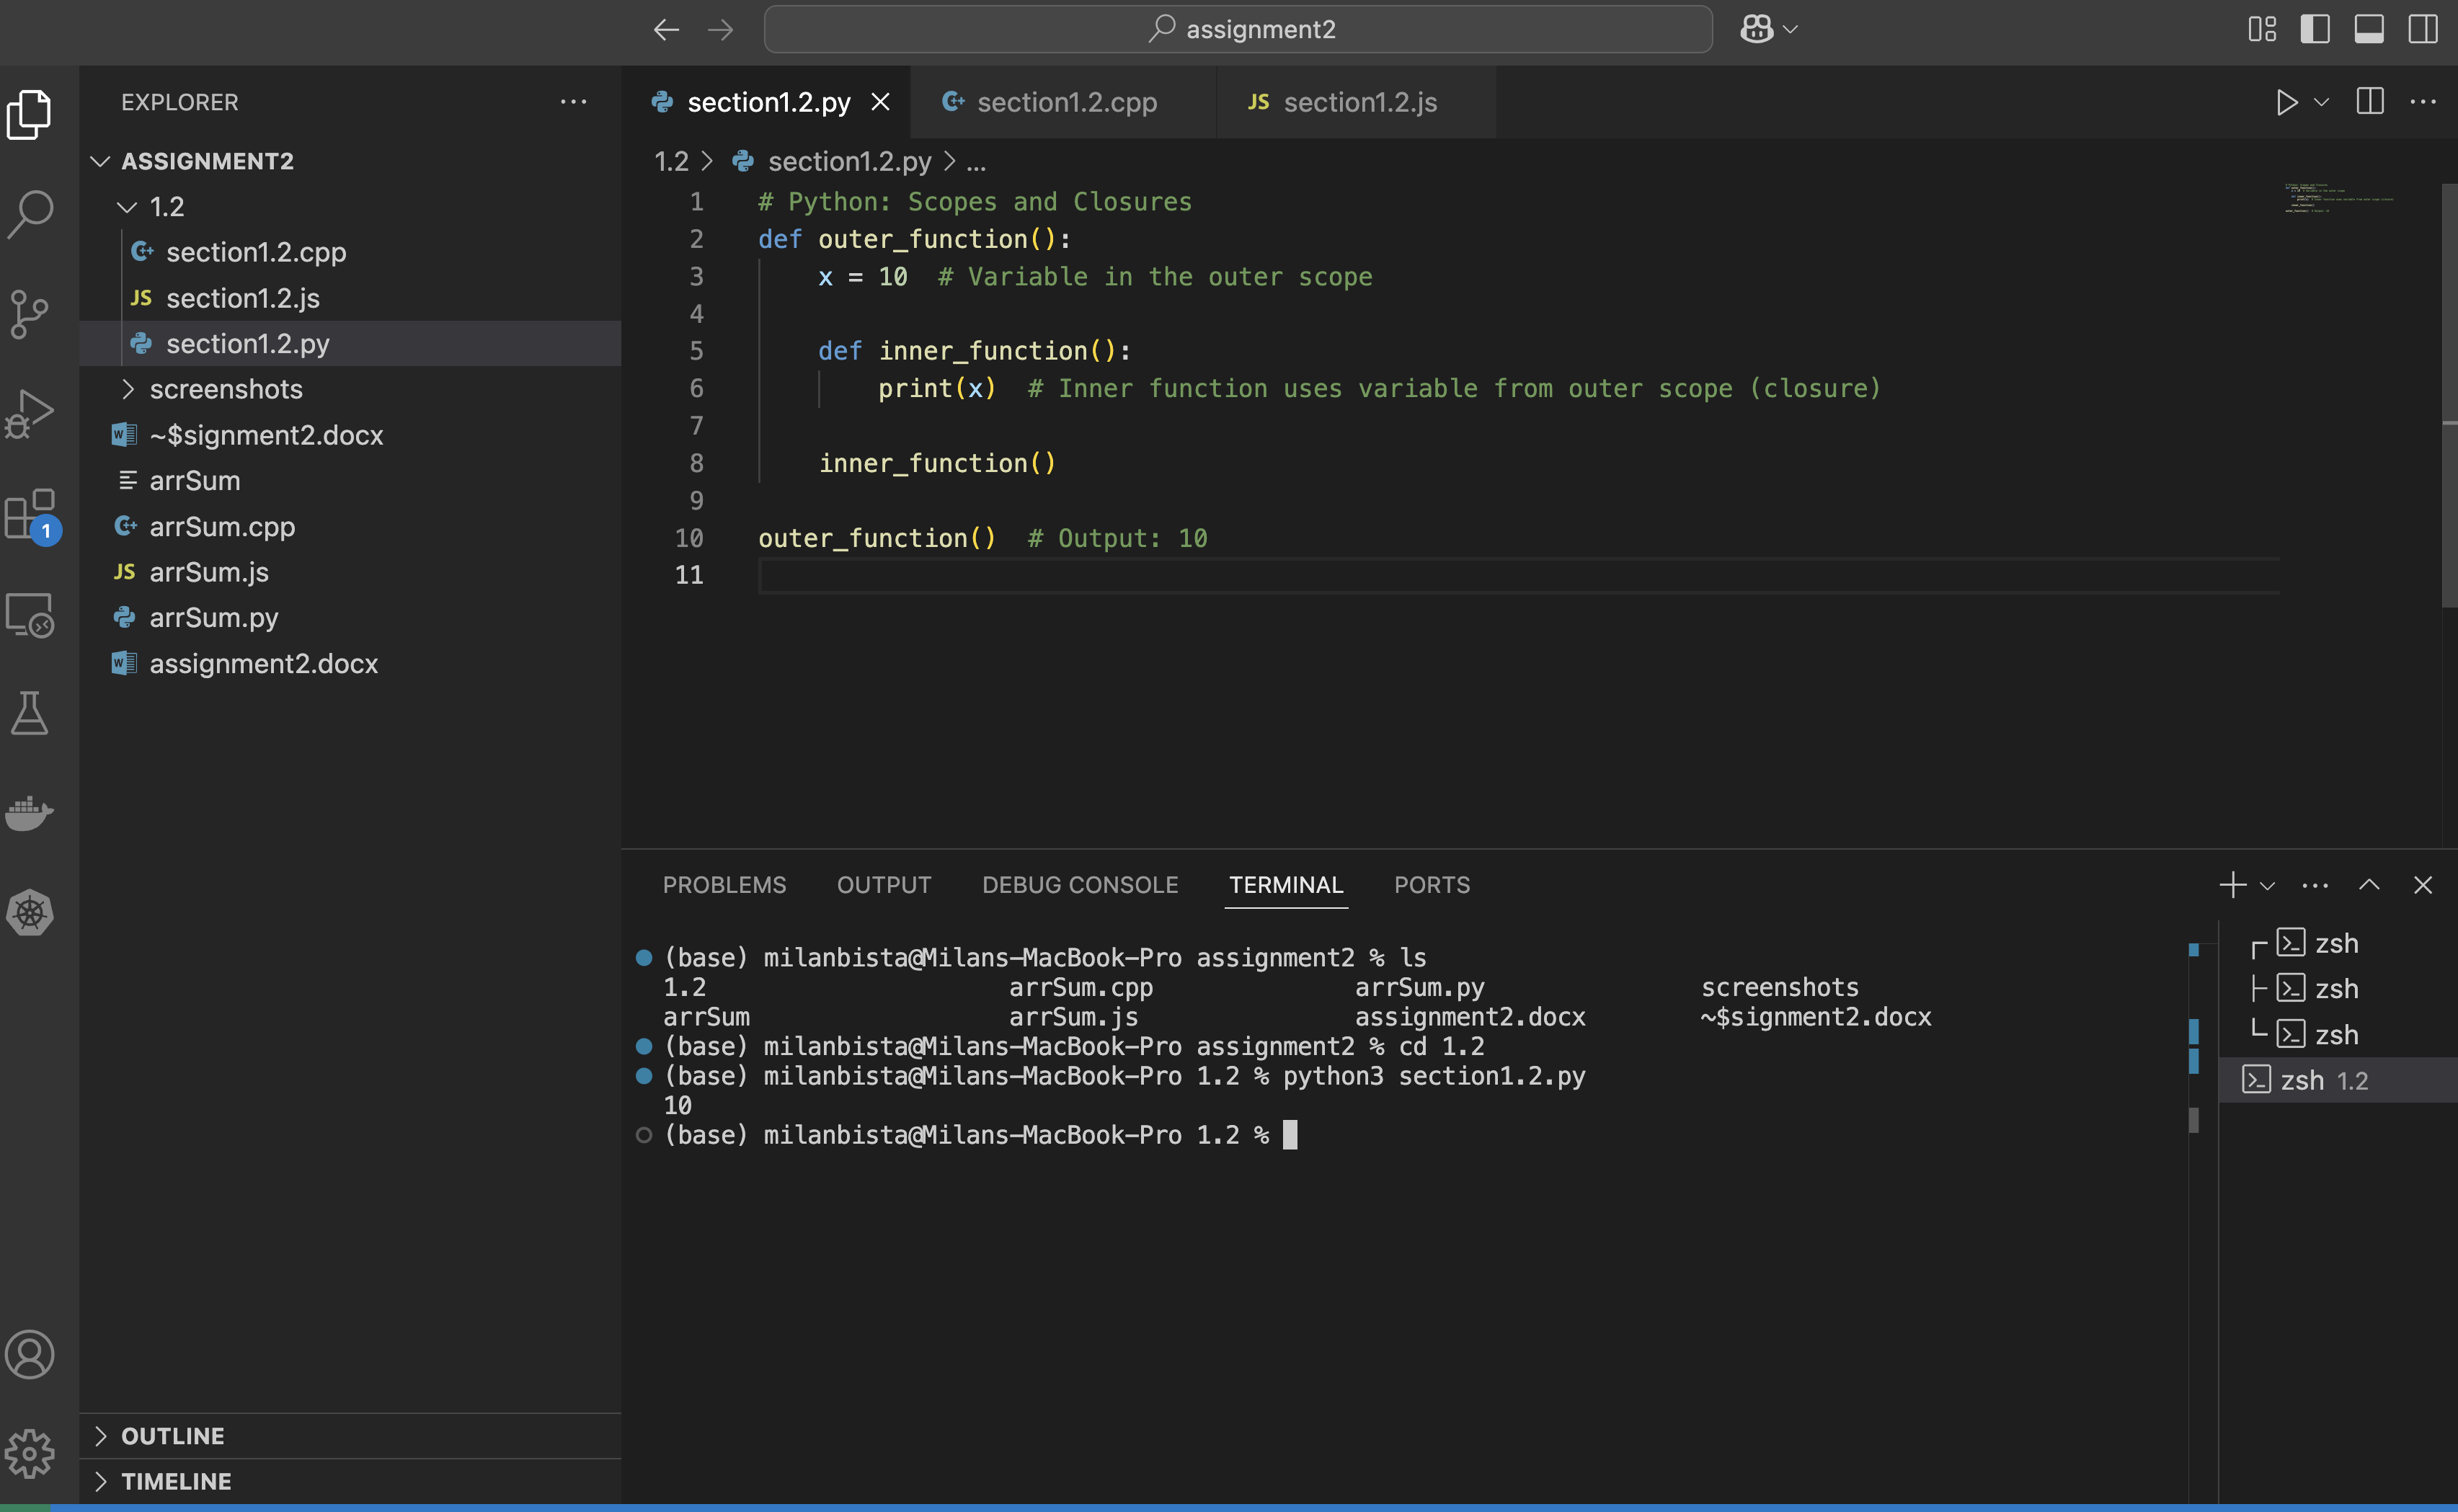 assignment2
EXPLORER
ASSIGNMENT2
1.2
section1.2.cpp
JS section1.2.js
section1.2.py
screenshots
~$signment2.docx
arrSum
arrSum.cpp
JS arrSum.js
arrSum.py
assignment2.docx
OUTLINE
TIMELINE
1
section1.2.py
section1.2.cpp
JS section1.2.js
1.2 > section1.2.py > ...
1 # Python: Scopes and Closures
2 def outer_function():
3     x = 10  # Variable in the outer scope
4
5     def inner_function():
6         print(x)  # Inner function uses variable from outer scope (closure)
7
8     inner_function()
9
10 outer_function()  # Output: 10
11
PROBLEMS OUTPUT DEBUG CONSOLE TERMINAL PORTS
(base) milanbista@Milans-MacBook-Pro assignment2 % ls
1.2 arrSum.cpp arrSum.py screenshots
arrSum arrSum.js assignment2.docx ~$signment2.docx
(base) milanbista@Milans-MacBook-Pro assignment2 % cd 1.2
(base) milanbista@Milans-MacBook-Pro 1.2 % python3 section1.2.py
10
(base) milanbista@Milans-MacBook-Pro 1.2 %
zsh
zsh
zsh
zsh 1.2